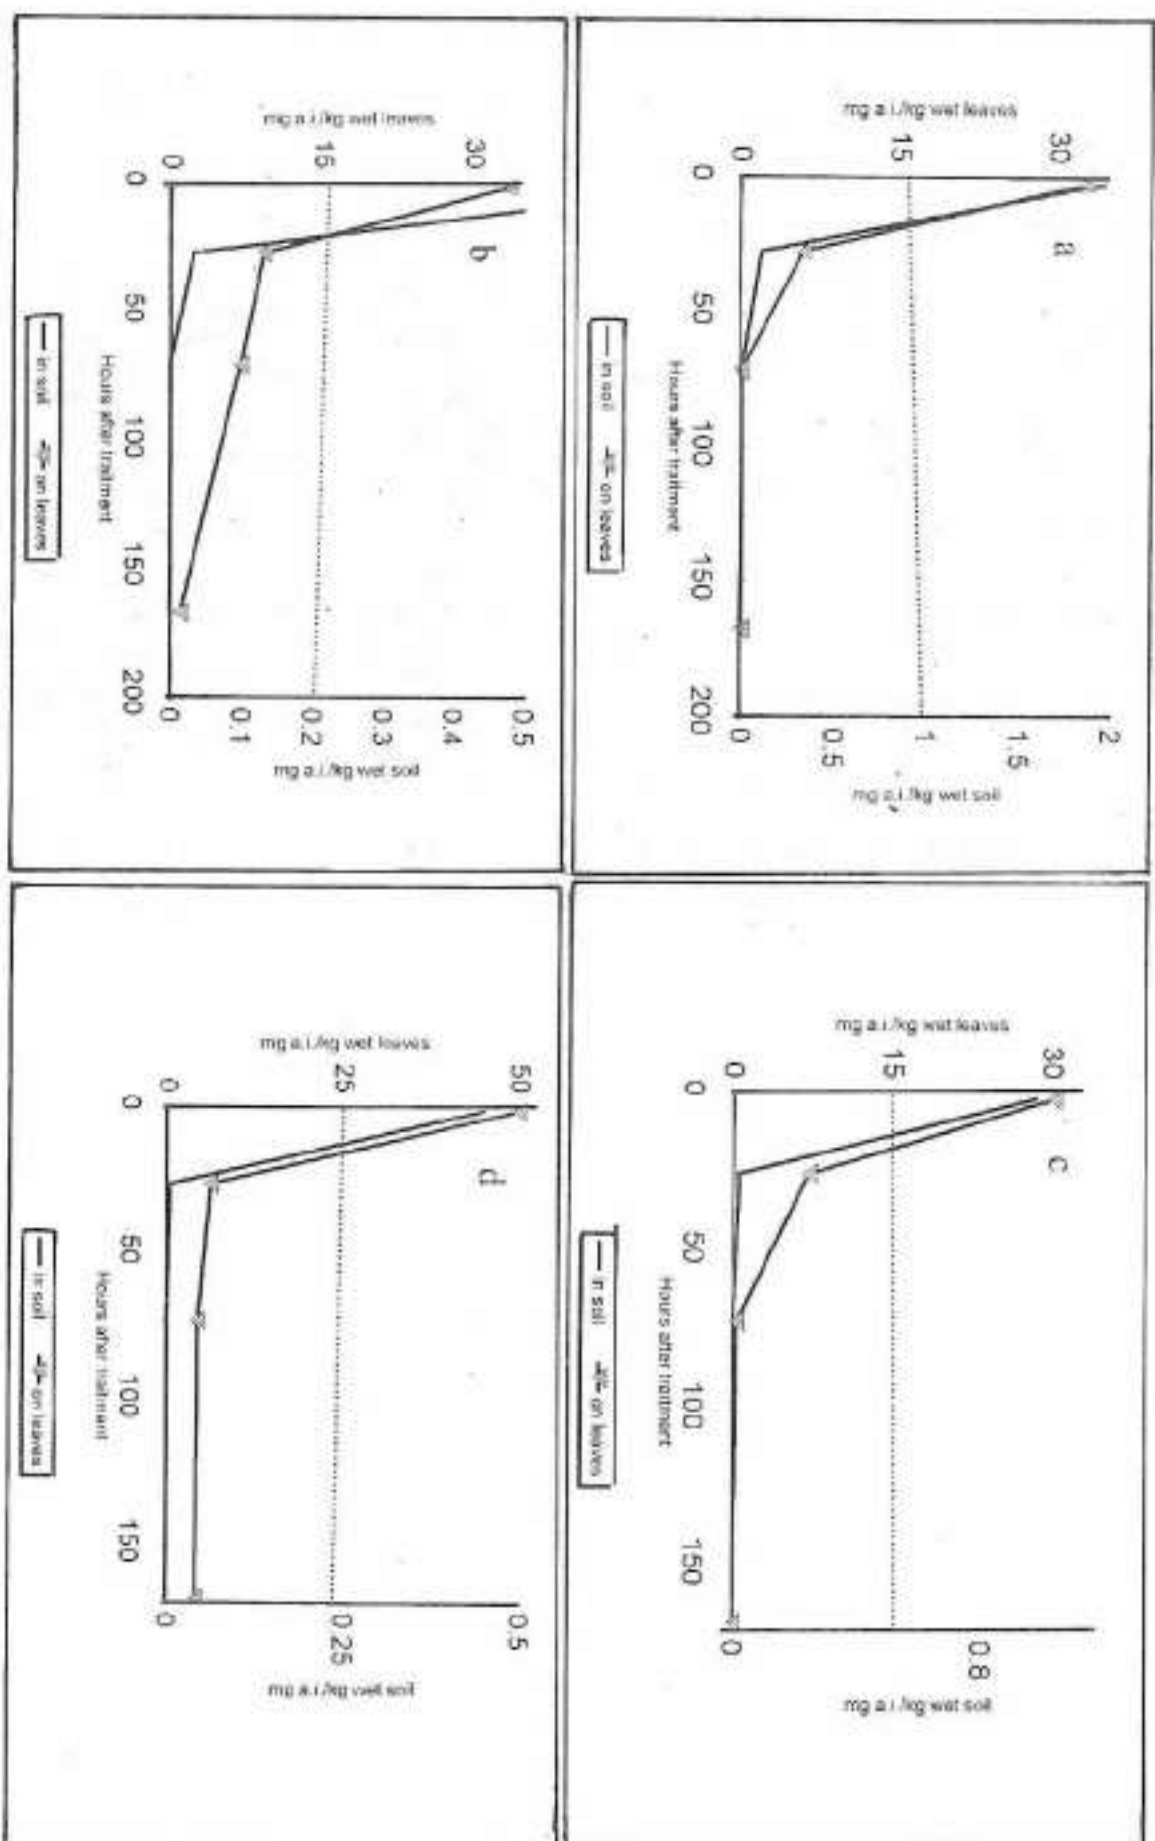 a
mg a.i./kg wet leaves
30
15
0
0
50
100
150
200
2
1.5
1
0.5
0
mg a.i./kg wet soil
Hours after traitment
in soil on leaves
b
mg a.i./kg wet leaves
30
15
0
0
50
100
150
200
0.5
0.4
0.3
0.2
0.1
0
mg a.i./kg wet soil
Hours after traitment
in soil on leaves
c
mg a.i./kg wet leaves
30
15
0
0
50
100
150
0.8
0
mg a.i./kg wet soil
Hours after traitment
in soil on leaves
d
mg a.i./kg wet leaves
50
25
0
0
50
100
150
0.5
0.25
0
mg a.i./kg wet soil
Hours after traitment
in soil on leaves